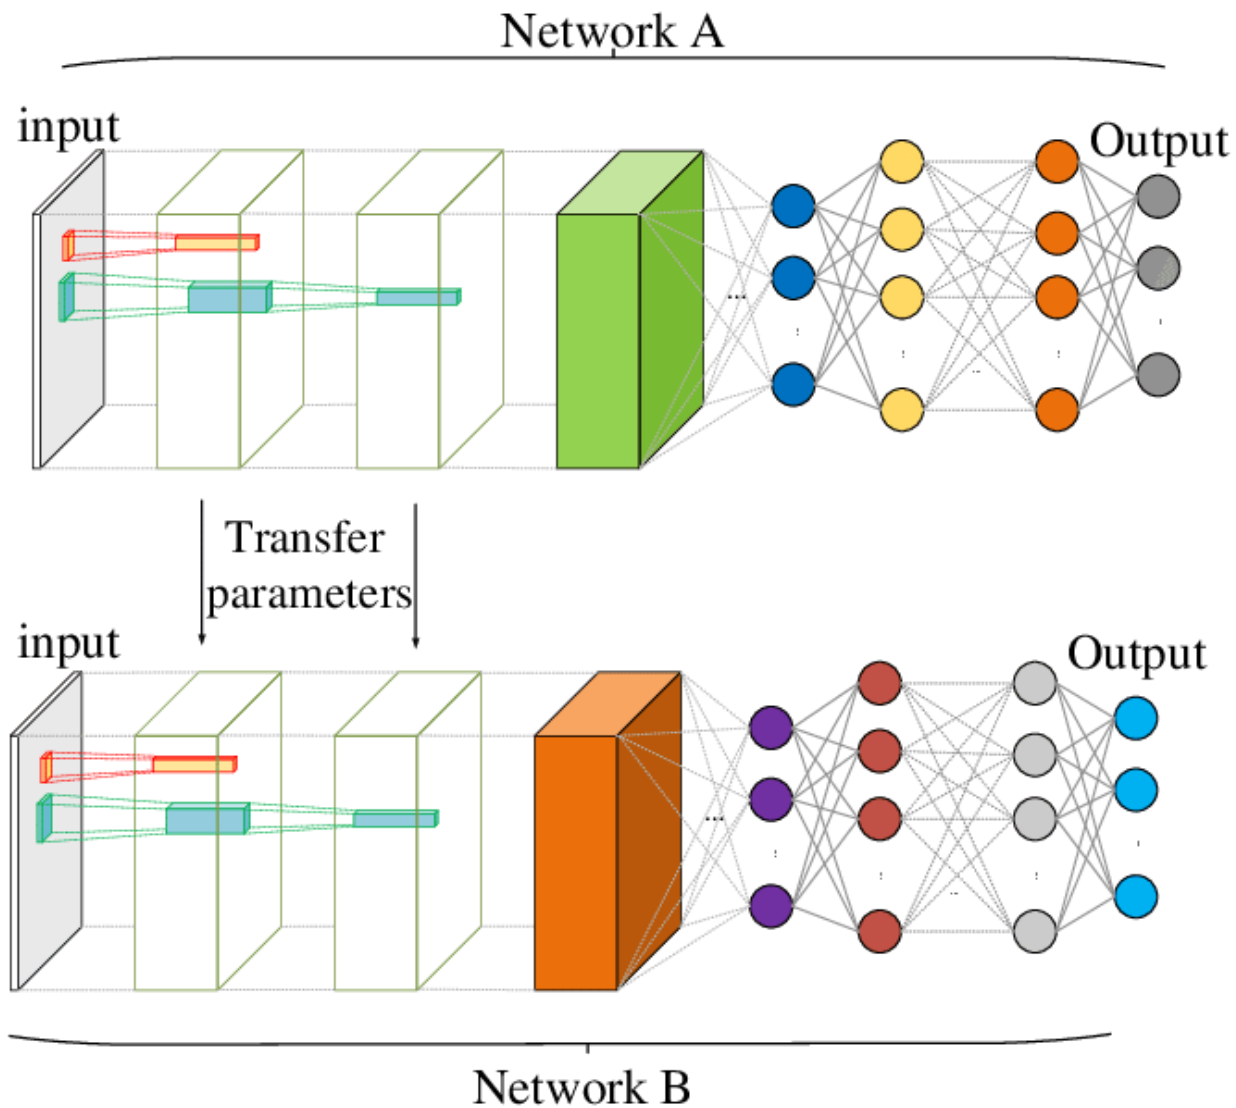 Network A
input
Output
...
Transfer
parameters
input
Output
...
Network B